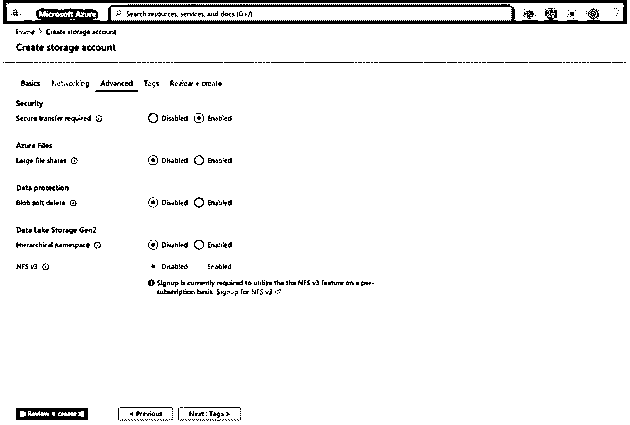 Microsoft Azure
Search resources, services, and docs (G+/)
Home > Create storage account
Create storage account
Basics Networking Advanced Tags Review + create
Security
Secure transfer required Disabled Enabled
Azure Files
Large file shares Disabled Enabled
Data protection
Blob soft delete Disabled Enabled
Data Lake Storage Gen2
Hierarchical namespace Disabled Enabled
NFS v3 Disabled Enabled
Signup is currently required to utilize the the NFS v3 feature on a per-
subscription basis. Signup for NFS v3
Review + create
< Previous
Next : Tags >